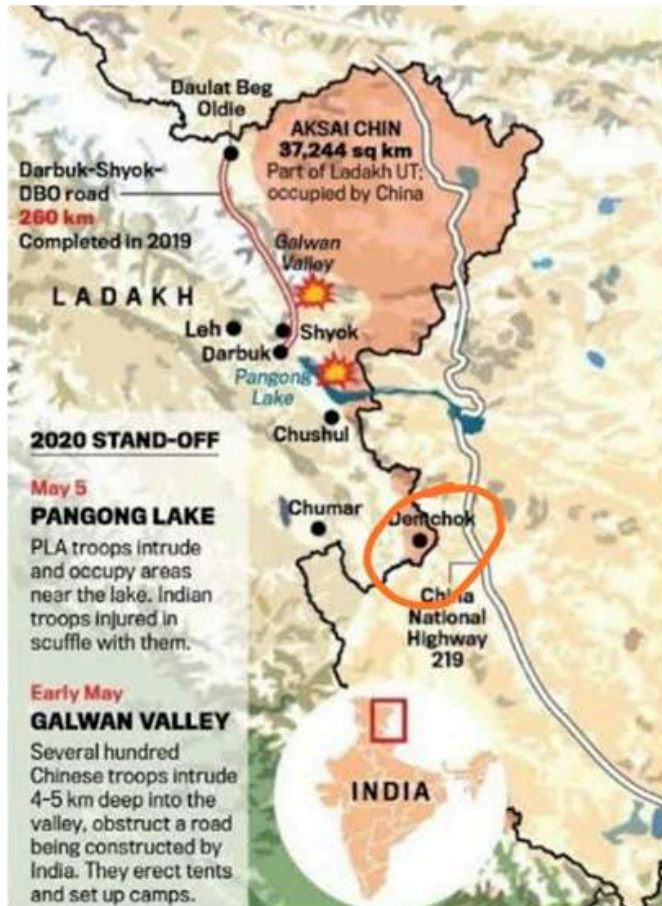 Daulat Beg
Oldie
AKSAI CHIN
37,244 sq km
Part of Ladakh UT;
occupied by China
Darbuk-Shyok-
DBO road
260 km
Completed in 2019
Galwan
Valley
LADAKH
Leh
Shyok
Darbuk
Pangong
Lake
Chushul
2020 STAND-OFF
May 5
PANGONG LAKE
PLA troops intrude
and occupy areas
near the lake. Indian
troops injured in
scuffle with them.
Chumar
Demchok
China
National
Highway
219
Early May
GALWAN VALLEY
Several hundred
Chinese troops intrude
4-5 km deep into the
valley, obstruct a road
being constructed by
India. They erect tents
and set up camps.
INDIA